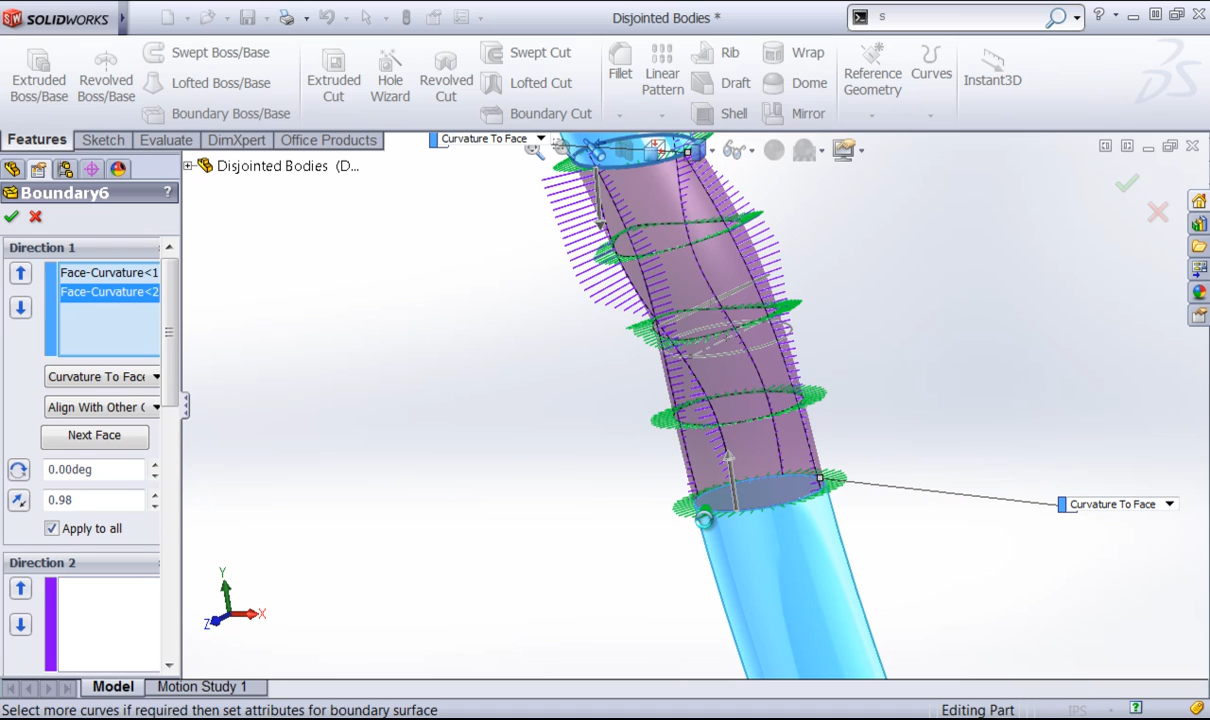 SOLIDWORKS
Disjointed Bodies *
s
Extruded Boss/Base
Revolved Boss/Base
Swept Boss/Base
Lofted Boss/Base
Boundary Boss/Base
Extruded Cut
Hole Wizard
Revolved Cut
Swept Cut
Lofted Cut
Boundary Cut
Fillet
Linear Pattern
Rib
Draft
Shell
Wrap
Dome
Mirror
Reference Geometry
Curves
Instant3D
Features
Sketch
Evaluate
DimXpert
Office Products
Curvature To Face
Disjointed Bodies (D...
Boundary6
?
Direction 1
Face-Curvature<1
Face-Curvature<2
Curvature To Face
Align With Other C
Next Face
0.00deg
0.98
Apply to all
Direction 2
Curvature To Face
Y
X
Z
Model
Motion Study 1
Select more curves if required then set attributes for boundary surface
Editing Part
IPS